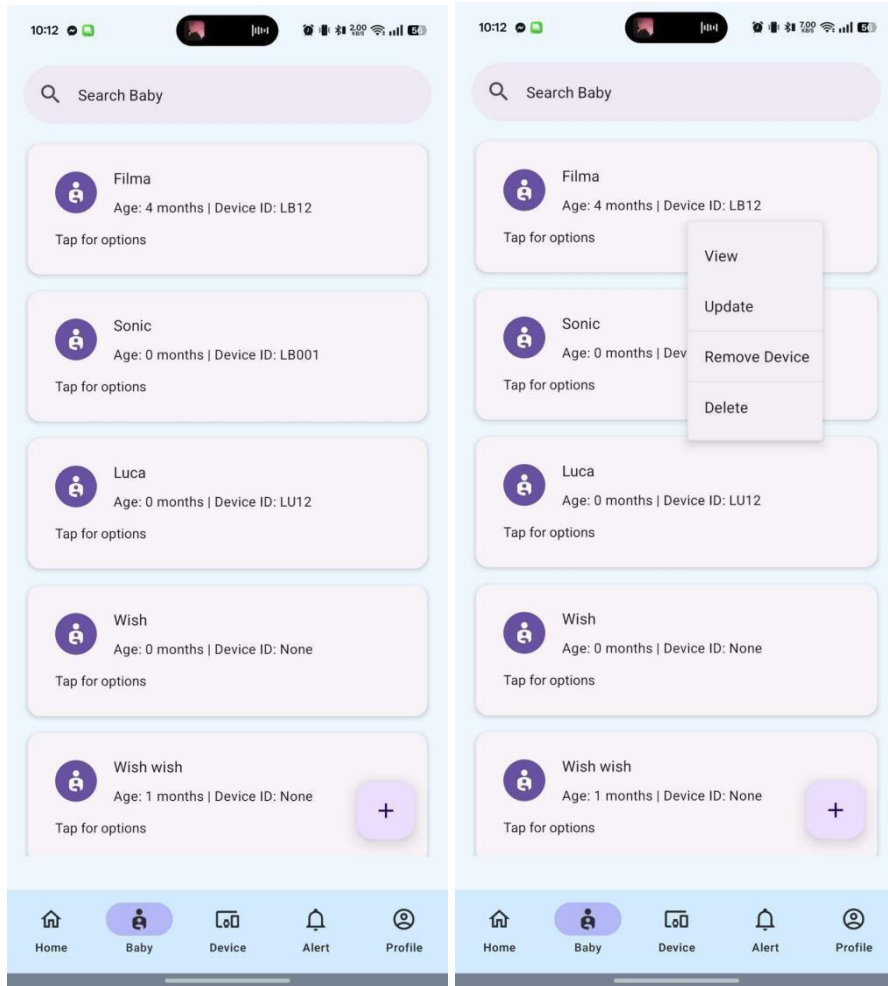 10:12
2.00
KB/S
Search Baby
Filma
Age: 4 months | Device ID: LB12
Tap for options
Sonic
Age: 0 months | Device ID: LB001
Tap for options
Luca
Age: 0 months | Device ID: LU12
Tap for options
Wish
Age: 0 months | Device ID: None
Tap for options
Wish wish
Age: 1 months | Device ID: None
Tap for options
+
Home Baby Device Alert Profile
10:12
7.00
KB/S
Search Baby
Filma
Age: 4 months | Device ID: LB12
Tap for options
View
Update
Remove Device
Delete
Sonic
Age: 0 months | Dev
Tap for options
Luca
Age: 0 months | Device ID: LU12
Tap for options
Wish
Age: 0 months | Device ID: None
Tap for options
Wish wish
Age: 1 months | Device ID: None
Tap for options
+
Home Baby Device Alert Profile